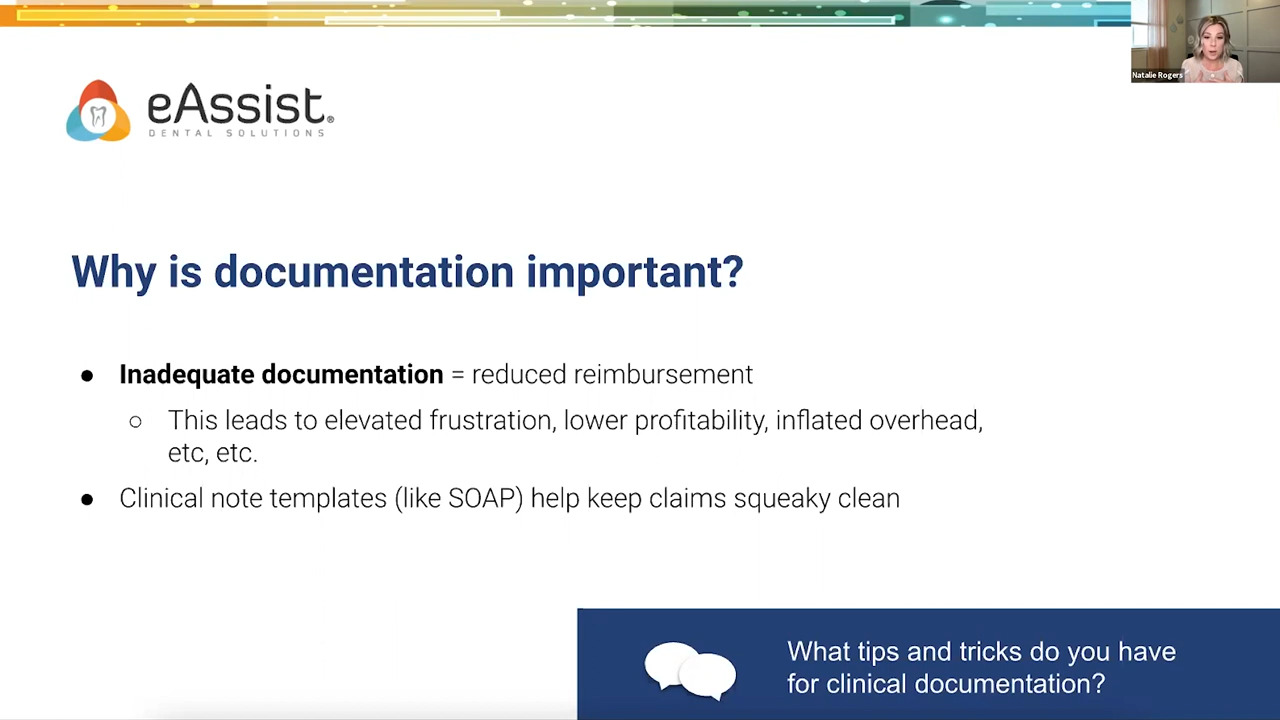 Natalie Rogers
eAssist®
DENTAL SOLUTIONS
Why is documentation important?
● Inadequate documentation = reduced reimbursement
○ This leads to elevated frustration, lower profitability, inflated overhead,
etc, etc.
● Clinical note templates (like SOAP) help keep claims squeaky clean
What tips and tricks do you have
for clinical documentation?